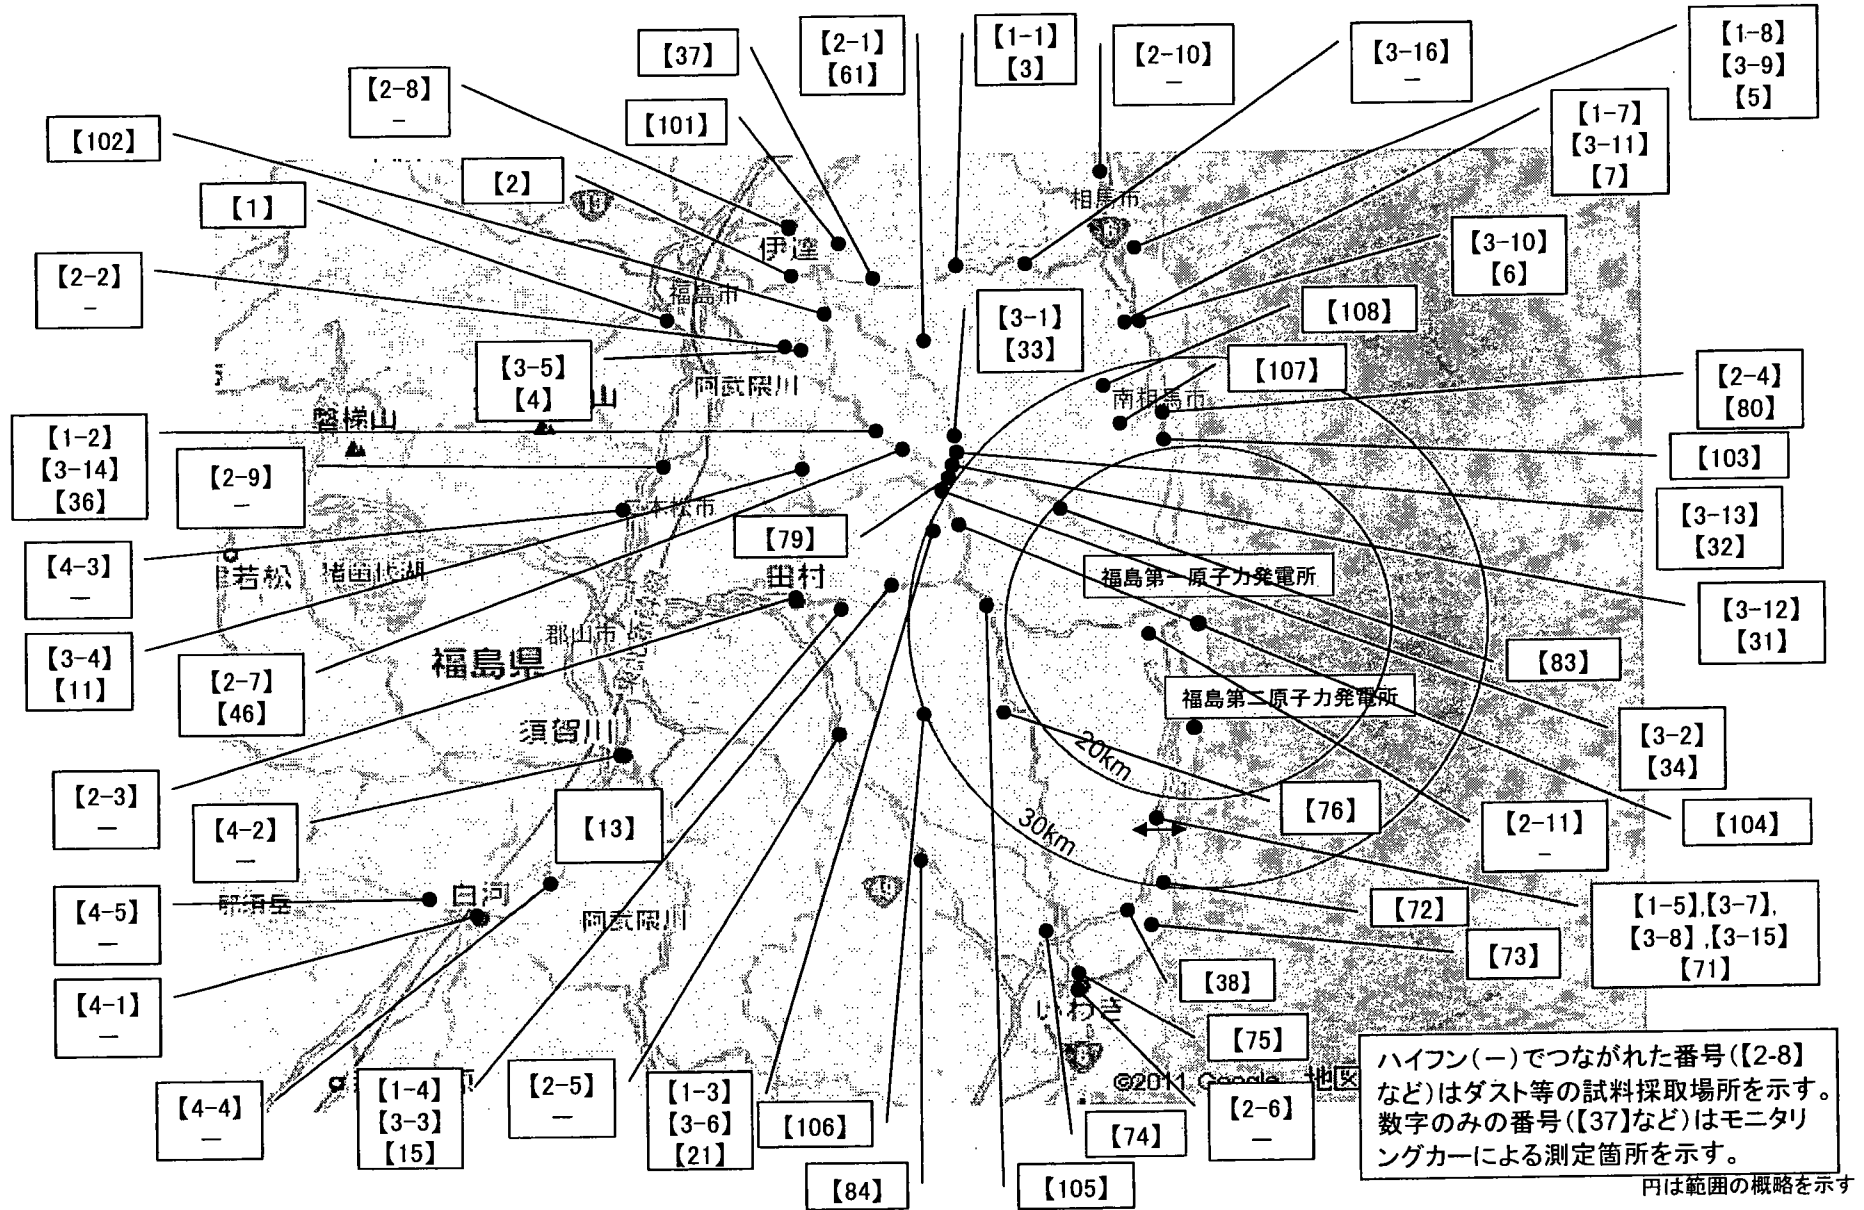 【37】
【2-1】
【61】
【1-1】
【3】
【2-10】
－
【3-16】
－
【1-8】
【3-9】
【5】
【2-8】
－
【101】
【1-7】
【3-11】
【7】
【102】
【2】
【1】
相馬市
伊達
【3-10】
【6】
【2-2】
－
福島市
【3-1】
【33】
【108】
【3-5】
【4】
山
阿武隈川
【107】
南相馬市
【2-4】
【80】
磐梯山
【1-2】
【3-14】
【36】
【2-9】
－
【103】
二本松市
【3-13】
【32】
【4-3】
－
【79】
若松
猪苗代湖
田村
福島第一原子力発電所
【3-12】
【31】
【3-4】
【11】
郡山市
福島県
【83】
【2-7】
【46】
福島第二原子力発電所
須賀川
【3-2】
【34】
20km
【2-3】
－
【4-2】
－
【13】
【76】
【2-11】
－
【104】
30km
【4-5】
－
那須岳
白河
阿武隈川
【72】
【1-5】,【3-7】,
【3-8】,【3-15】
【71】
【73】
【4-1】
－
【38】
いわき
【75】
【4-4】
－
原
【1-4】
【3-3】
【15】
【2-5】
－
【1-3】
【3-6】
【21】
【106】
【84】
【105】
【74】
【2-6】
－
©2011 Google
地図
ハイフン(－)でつながれた番号(【2-8】
など)はダスト等の試料採取場所を示す。
数字のみの番号(【37】など)はモニタリ
ングカーによる測定箇所を示す。
円は範囲の概略を示す